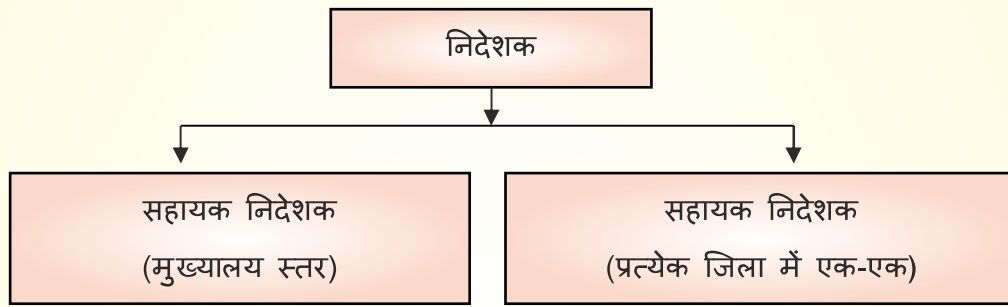 निदेशक
सहायक निदेशक
(मुख्यालय स्तर)
सहायक निदेशक
(प्रत्येक जिला में एक-एक)